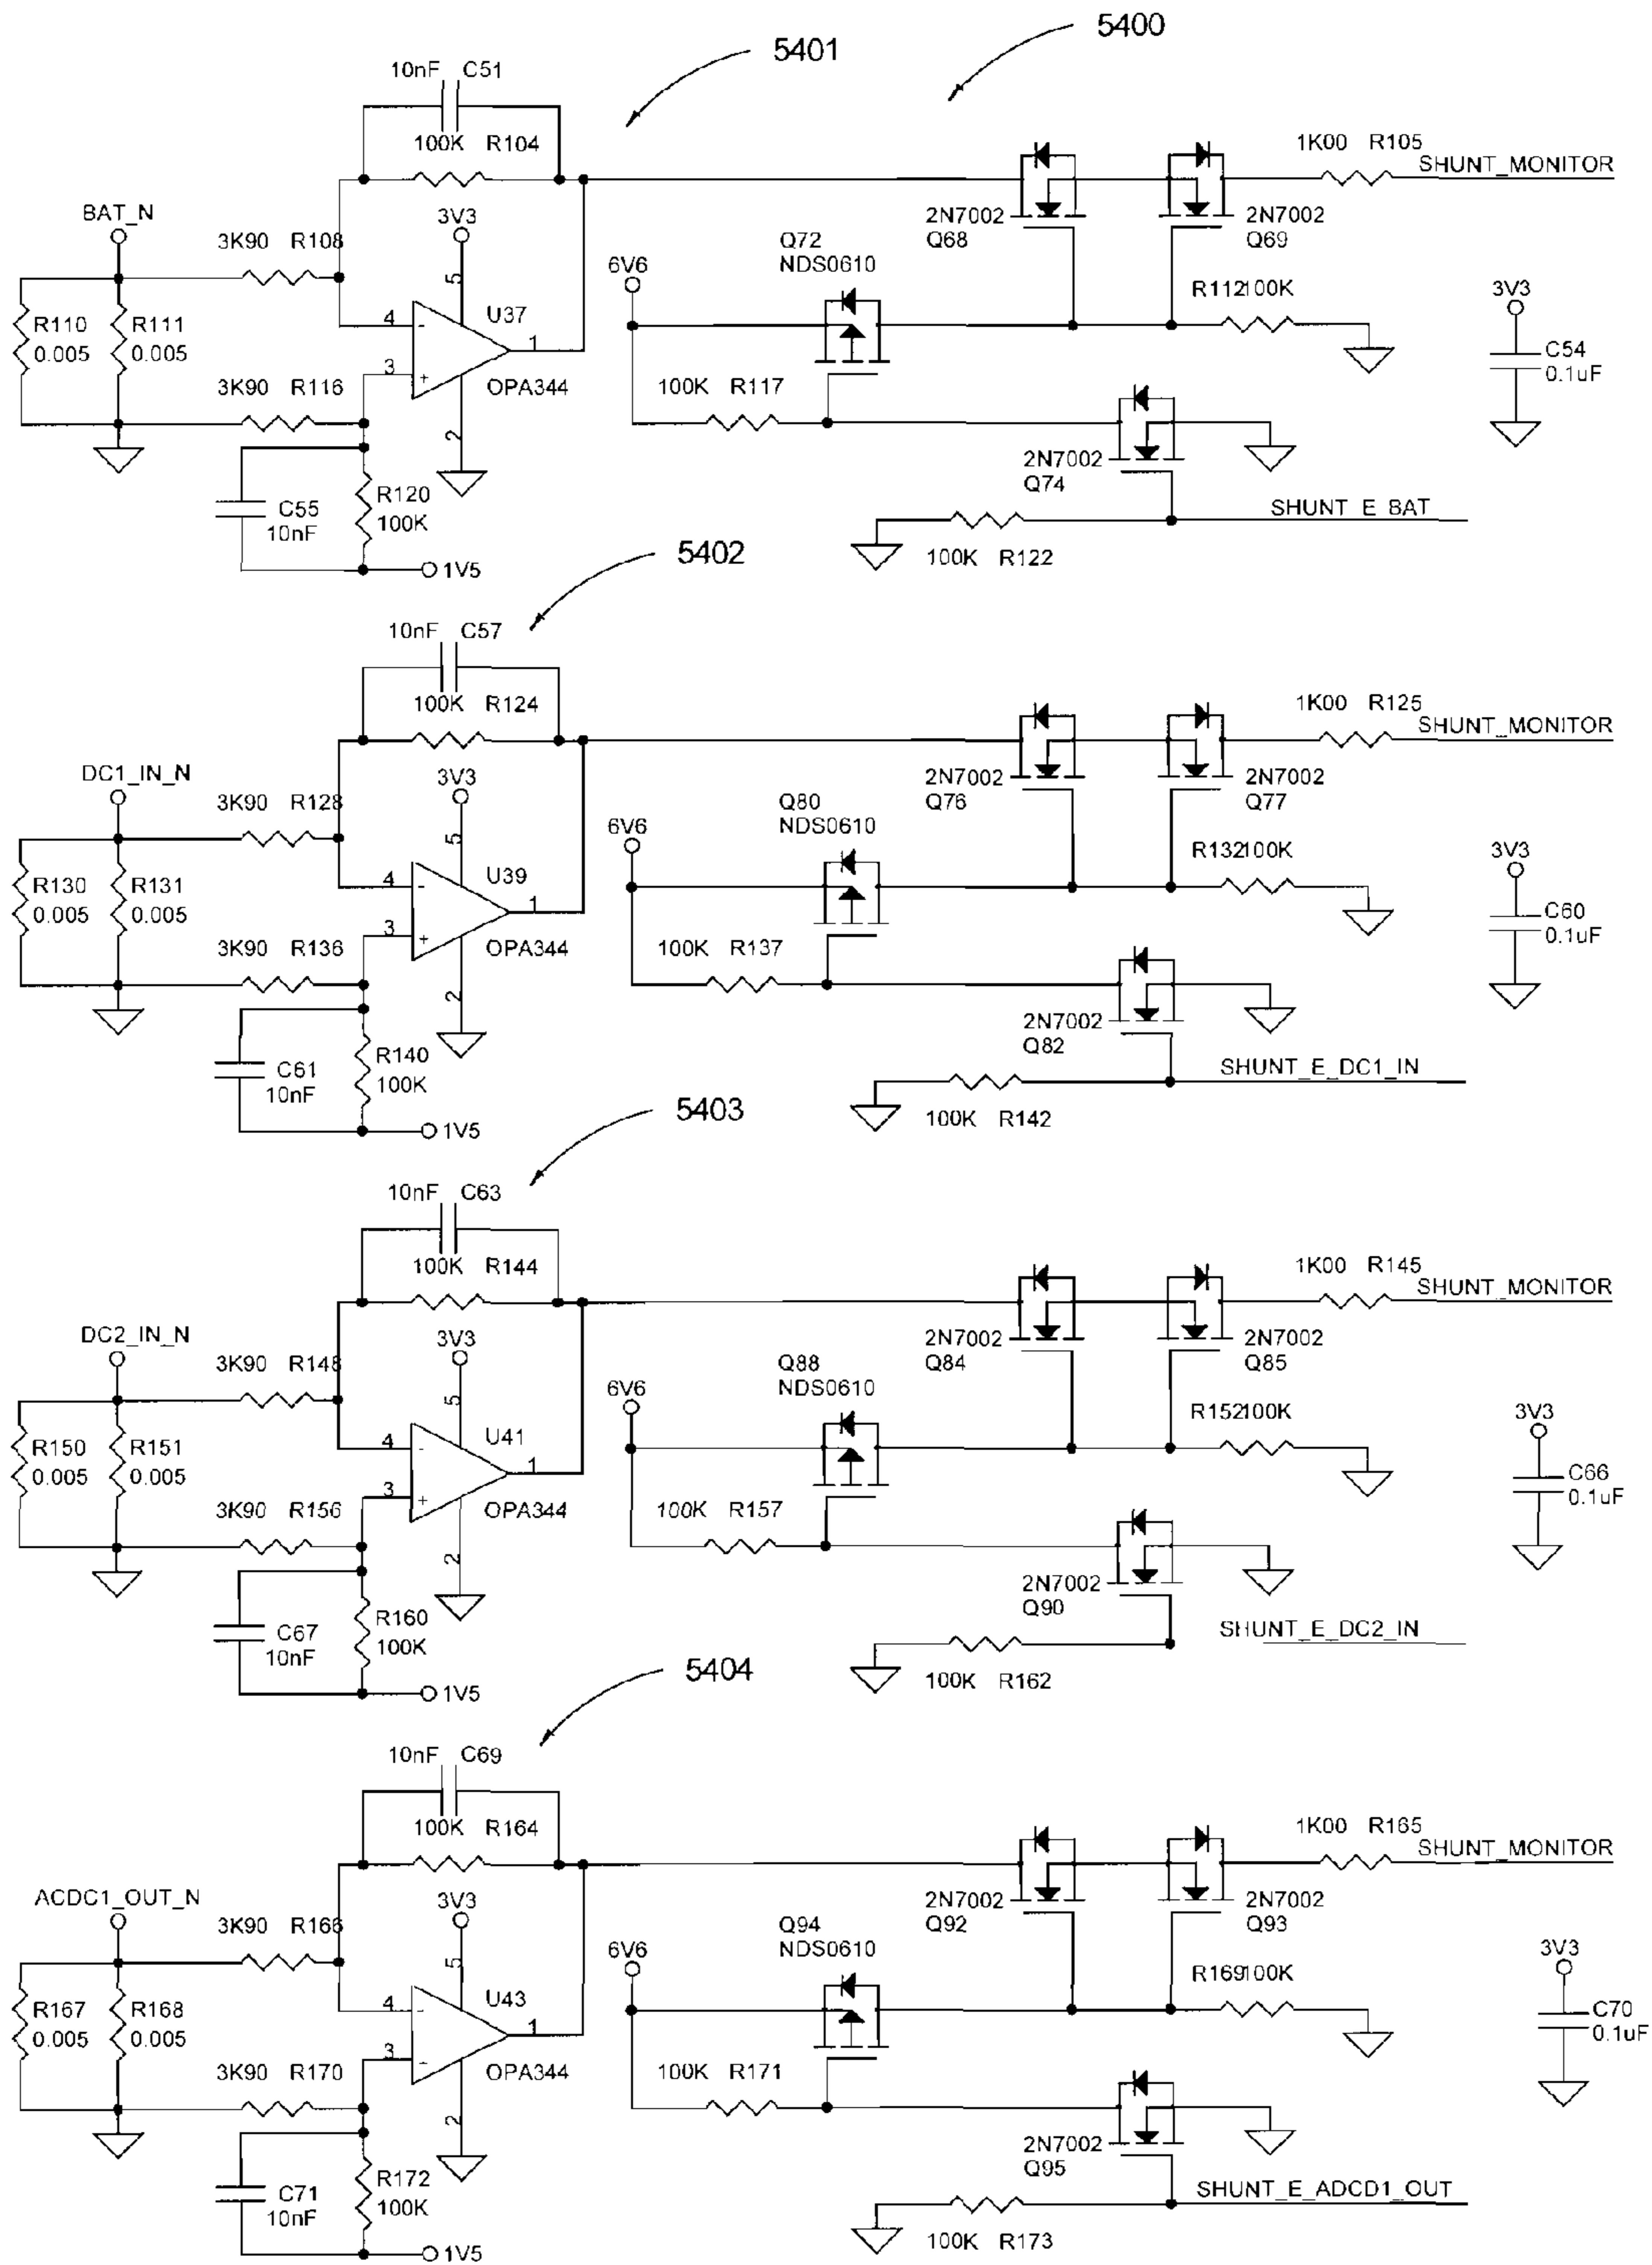 5400
5401
10nF C51
100K R104
1K00 R105
SHUNT_MONITOR
BAT_N
3V3
3K90 R108
2N7002
Q68
2N7002
Q69
Q72
NDS0610
6V6
R112 100K
3V3
R110
0.005
R111
0.005
5
4
-
U37
1
3
+
OPA344
C54
0.1uF
3K90 R116
100K R117
2
2N7002
Q74
C55
10nF
R120
100K
SHUNT_E_BAT
100K R122
1V5
5402
10nF C57
100K R124
1K00 R125
SHUNT_MONITOR
DC1_IN_N
3V3
3K90 R128
2N7002
Q76
2N7002
Q77
Q80
NDS0610
6V6
R132 100K
3V3
R130
0.005
R131
0.005
5
4
-
U39
1
3
+
OPA344
C60
0.1uF
3K90 R136
100K R137
2
2N7002
Q82
C61
10nF
R140
100K
SHUNT_E_DC1_IN
100K R142
1V5
5403
10nF C63
100K R144
1K00 R145
SHUNT_MONITOR
DC2_IN_N
3V3
3K90 R148
2N7002
Q84
2N7002
Q85
Q88
NDS0610
6V6
R152 100K
3V3
R150
0.005
R151
0.005
5
4
-
U41
1
3
+
OPA344
C66
0.1uF
3K90 R156
100K R157
2
2N7002
Q90
C67
10nF
R160
100K
SHUNT_E_DC2_IN
100K R162
1V5
5404
10nF C69
100K R164
1K00 R165
SHUNT_MONITOR
ACDC1_OUT_N
3V3
3K90 R166
2N7002
Q92
2N7002
Q93
Q94
NDS0610
6V6
R169 100K
3V3
R167
0.005
R168
0.005
5
4
-
U43
1
3
+
OPA344
C70
0.1uF
3K90 R170
100K R171
2
2N7002
Q95
C71
10nF
R172
100K
SHUNT_E_ADCD1_OUT
100K R173
1V5